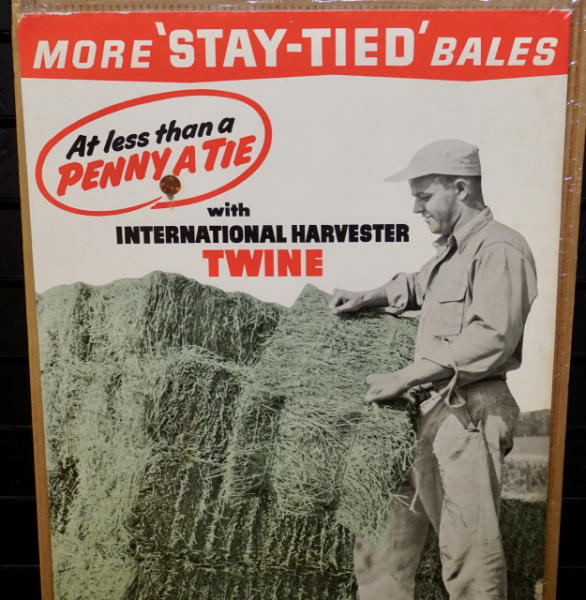 MORE 'STAY-TIED' BALES
At less than a
PENNY A TIE
with
INTERNATIONAL HARVESTER
TWINE